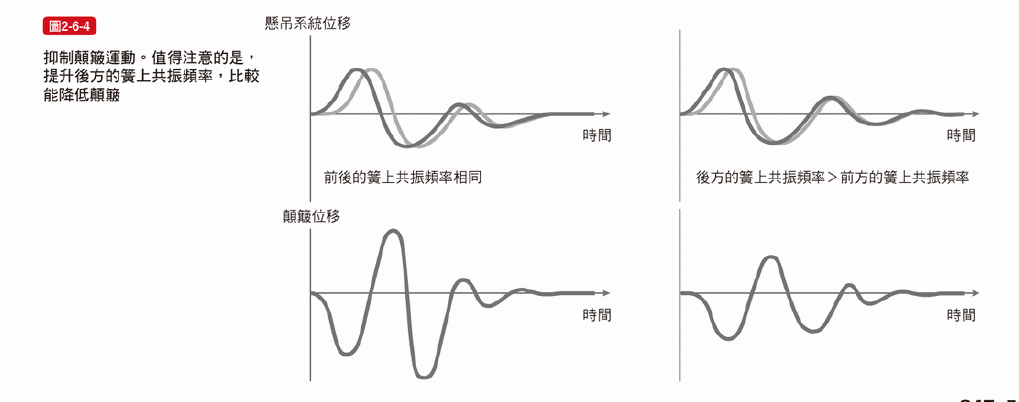 圖2-6-4
抑制顛簸運動。值得注意的是，
提升後方的簧上共振頻率，比較
能降低顛簸
懸吊系統位移
時間
前後的簧上共振頻率相同
時間
後方的簧上共振頻率＞前方的簧上共振頻率
顛簸位移
時間
時間